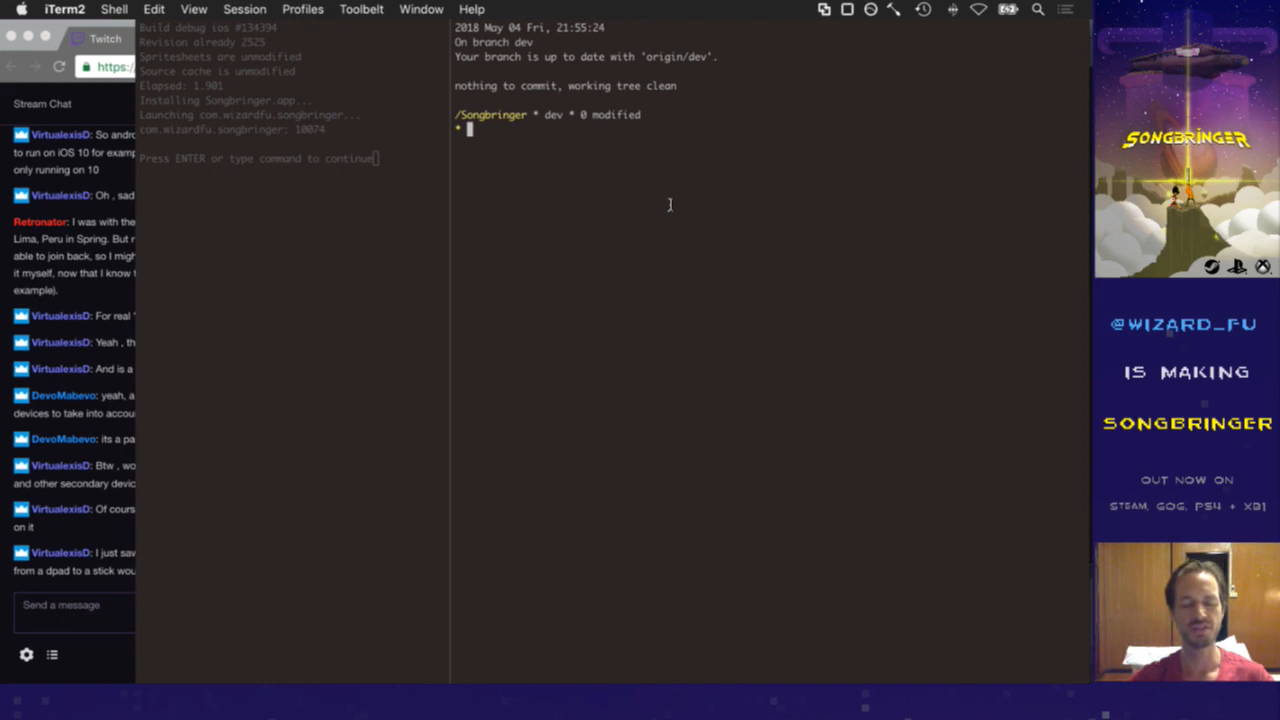 iTerm2 Shell Edit View Session Profiles Toolbelt Window Help
Twitch
https:/
Stream Chat
VirtualexisD: So andro
to run on iOS 10 for examp
only running on 10
VirtualexisD: Oh , sad
Retronator: I was with the
Lima, Peru in Spring. But r
able to join back, so I migh
it myself, now that I know t
example).
VirtualexisD: For real '
VirtualexisD: Yeah , th
VirtualexisD: And is a
DevoMabevo: yeah, a
devices to take into accou
DevoMabevo: its a pa
VirtualexisD: Btw , wo
and other secondary devic
VirtualexisD: Of cours
on it
VirtualexisD: I just saw
from a dpad to a stick wou
Send a message
Build debug ios #134394
Revision already 2525
Spritesheets are unmodified
Source cache is unmodified
Elapsed: 1.901
Installing Songbringer.app...
Launching com.wizardfu.songbringer...
com.wizardfu.songbringer: 10074
Press ENTER or type command to continue
2018 May 04 Fri, 21:55:24
On branch dev
Your branch is up to date with 'origin/dev'.
nothing to commit, working tree clean
/Songbringer * dev * 0 modified
*
SONGBRINGER
@WIZARD_FU
IS MAKING
SONGBRINGER
OUT NOW ON
STEAM, GOG, PS4 + XB1